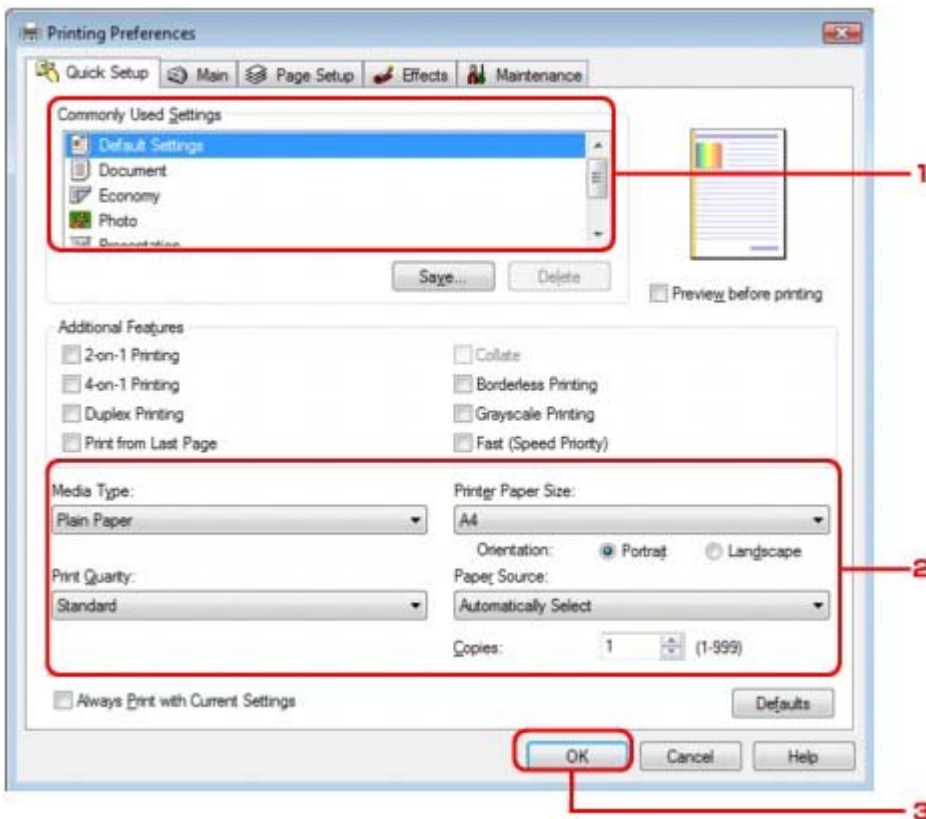 Printing Preferences
Quick Setup Main Page Setup Effects Maintenance
Commonly Used Settings
Default Settings
Document
Economy
Photo
Presentation
1
Save... Delete
Preview before printing
Additional Features
2-on-1 Printing
Collate
4-on-1 Printing
Borderless Printing
Duplex Printing
Grayscale Printing
Print from Last Page
Fast (Speed Priority)
Media Type:
Printer Paper Size:
Plain Paper
A4
Orientation: Portrait Landscape
2
Print Quality:
Paper Source:
Standard
Automatically Select
Copies: 1 (1-999)
Always Print with Current Settings
Defaults
OK Cancel Help
3